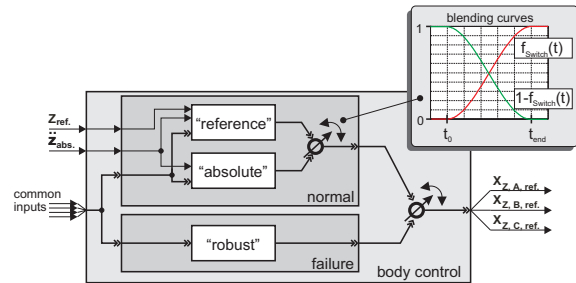 blending curves
1
f_Switch(t)
1-f_Switch(t)
0
t_0
t_end
z_ref.
z̈_abs.
"reference"
"absolute"
normal
common
inputs
"robust"
failure
body control
x_Z, A, ref.
x_Z, B, ref.
x_Z, C, ref.